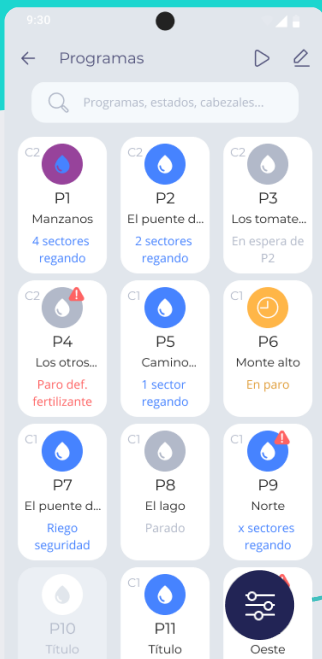 9:30
Programas
Programas, estados, cabezales...
C2
P1
Manzanos
4 sectores
regando
C2
P2
El puente d...
2 sectores
regando
C2
P3
Los tomate...
En espera de
P2
C2
P4
Los otros...
Paro def.
fertilizante
C1
P5
Camino...
1 sector
regando
C1
P6
Monte alto
En paro
C1
P7
El puente d...
Riego
seguridad
C1
P8
El lago
Parado
C1
P9
Norte
x sectores
regando
P10
Título
C1
P11
Título
Oeste